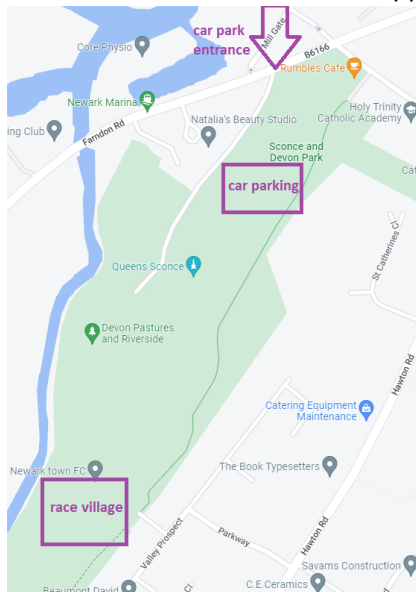 car park
entrance
Mill Gate
B6166
Core Physio
Rumbles Cafe
Newark Marina
Holy Trinity
Catholic Academy
ing Club
Farndon Rd
Natalia's Beauty Studio
Sconce and
Devon Park
Cat
car parking
St Catherines Cl
Queens Sconce
Devon Pastures
and Riverside
Hawton Rd
Catering Equipment
Maintenance
Newark town FC
The Book Typesetters
race village
Valley Prospect
Parkway
Hawton Rd
Savams Construction
Beaumont David
Cl
C.E.Ceramics